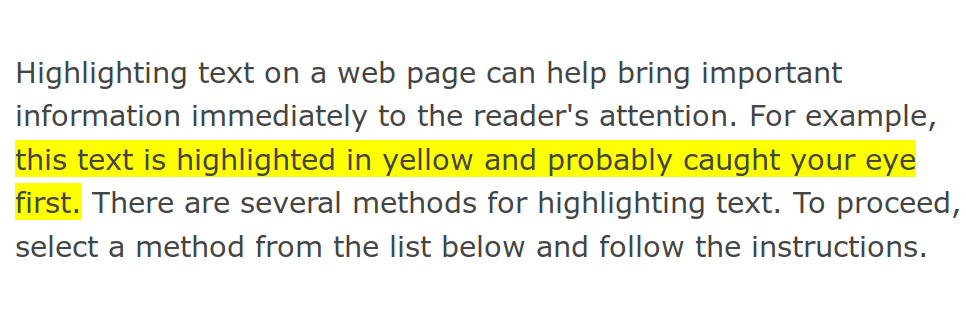 Highlighting text on a web page can help bring important
information immediately to the reader's attention. For example,
this text is highlighted in yellow and probably caught your eye
first. There are several methods for highlighting text. To proceed,
select a method from the list below and follow the instructions.